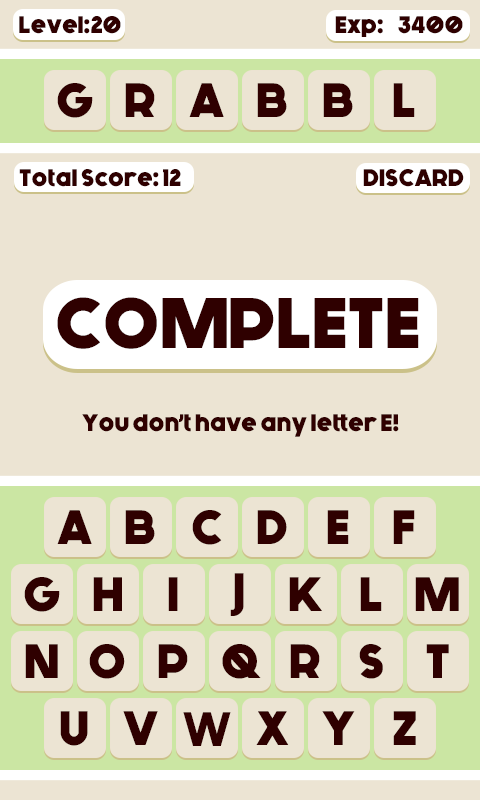 Level:20 Exp: 3400
G R A B B L
Total Score: 12 DISCARD
COMPLETE
You don't have any letter E!
A B C D E F
G H I J K L M
N O P Q R S T
U V W X Y Z